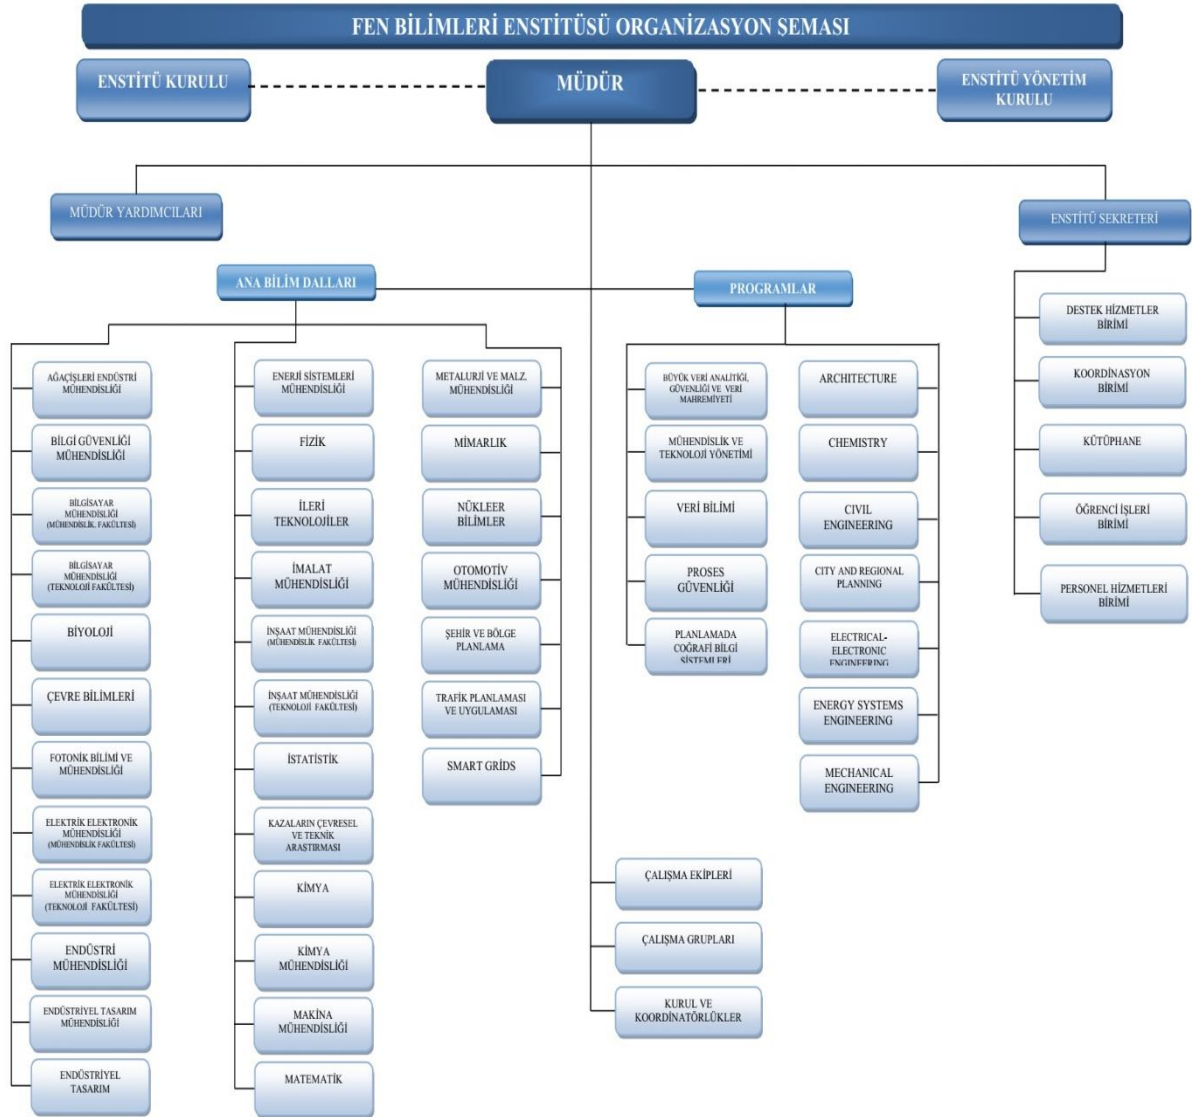 FEN BİLİMLERİ ENSTİTÜSÜ ORGANİZASYON ŞEMASI
ENSTİTÜ KURULU
MÜDÜR
ENSTİTÜ YÖNETİM
KURULU
MÜDÜR YARDIMCILARI
ENSTİTÜ SEKRETERİ
ANA BİLİM DALLARI
PROGRAMLAR
AĞAÇİŞLERİ ENDÜSTRİ
MÜHENDİSLİĞİ
BİLGİ GÜVENLİĞİ
MÜHENDİSLİĞİ
BİLGİSAYAR
MÜHENDİSLİĞİ
(MÜHENDİSLİK FAKÜLTESİ)
BİLGİSAYAR
MÜHENDİSLİĞİ
(TEKNOLOJİ FAKÜLTESİ)
BİYOLOJİ
ÇEVRE BİLİMLERİ
FOTONİK BİLİMİ VE
MÜHENDİSLİĞİ
ELEKTRİK ELEKTRONİK
MÜHENDİSLİĞİ
(MÜHENDİSLİK FAKÜLTESİ)
ELEKTRİK ELEKTRONİK
MÜHENDİSLİĞİ
(TEKNOLOJİ FAKÜLTESİ)
ENDÜSTRİ
MÜHENDİSLİĞİ
ENDÜSTRİYEL TASARIM
MÜHENDİSLİĞİ
ENDÜSTRİYEL
TASARIM
ENERJİ SİSTEMLERİ
MÜHENDİSLİĞİ
FİZİK
İLERİ
TEKNOLOJİLER
İMALAT
MÜHENDİSLİĞİ
İNŞAAT MÜHENDİSLİĞİ
(MÜHENDİSLİK FAKÜLTESİ)
İNŞAAT MÜHENDİSLİĞİ
(TEKNOLOJİ FAKÜLTESİ)
İSTATİSTİK
KAZALARIN ÇEVRESEL
VE TEKNİK
ARAŞTIRMASI
KİMYA
KİMYA
MÜHENDİSLİĞİ
MAKİNA
MÜHENDİSLİĞİ
MATEMATİK
METALURJİ VE MALZ.
MÜHENDİSLİĞİ
MİMARLIK
NÜKLEER
BİLİMLER
OTOMOTİV
MÜHENDİSLİĞİ
ŞEHİR VE BÖLGE
PLANLAMA
TRAFİK PLANLAMASI
VE UYGULAMASI
SMART GRİDS
BÜYÜK VERİ ANALİTİĞİ,
GÜVENLİĞİ VE VERİ
MAHREMİYETİ
MÜHENDİSLİK VE
TEKNOLOJİ YÖNETİMİ
VERİ BİLİMİ
PROSES
GÜVENLİĞİ
PLANLAMADA
COĞRAFİ BİLGİ
SİSTEMLERİ
ARCHITECTURE
CHEMISTRY
CIVIL
ENGINEERING
CITY AND REGIONAL
PLANNING
ELECTRICAL-
ELECTRONIC
ENGINEERING
ENERGY SYSTEMS
ENGINEERING
MECHANICAL
ENGINEERING
DESTEK HİZMETLER
BİRİMİ
KOORDİNASYON
BİRİMİ
KÜTÜPHANE
ÖĞRENCİ İŞLERİ
BİRİMİ
PERSONEL HİZMETLERİ
BİRİMİ
ÇALIŞMA EKİPLERİ
ÇALIŞMA GRUPLARI
KURUL VE
KOORDİNATÖRLÜKLER